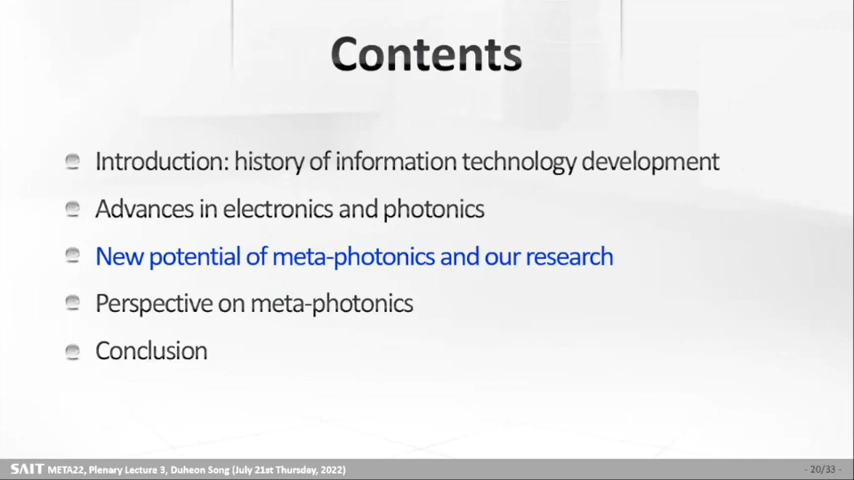 Contents
Introduction: history of information technology development
Advances in electronics and photonics
New potential of meta-photonics and our research
Perspective on meta-photonics
Conclusion
SAIT META22, Plenary Lecture 3, Duheon Song (July 21st Thursday, 2022)
- 20/33 -